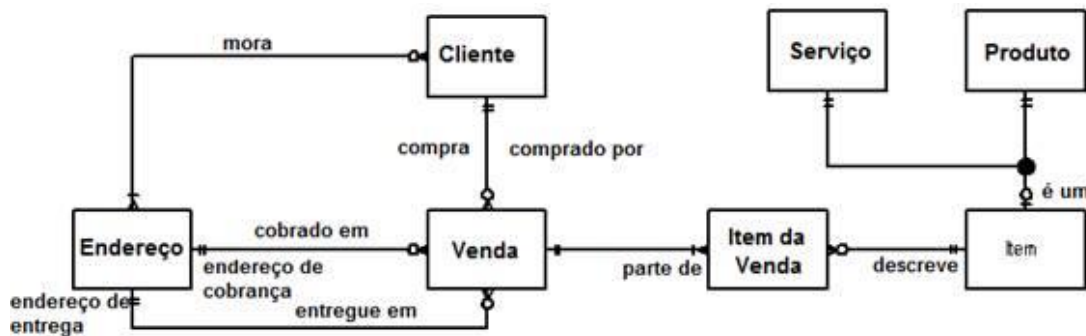 mora
Cliente
Serviço
Produto
compra
comprado por
é um
Endereço
cobrado em
Venda
Item da
Venda
Item
endereço de
cobrança
parte de
descreve
endereço de
entrega
entregue em